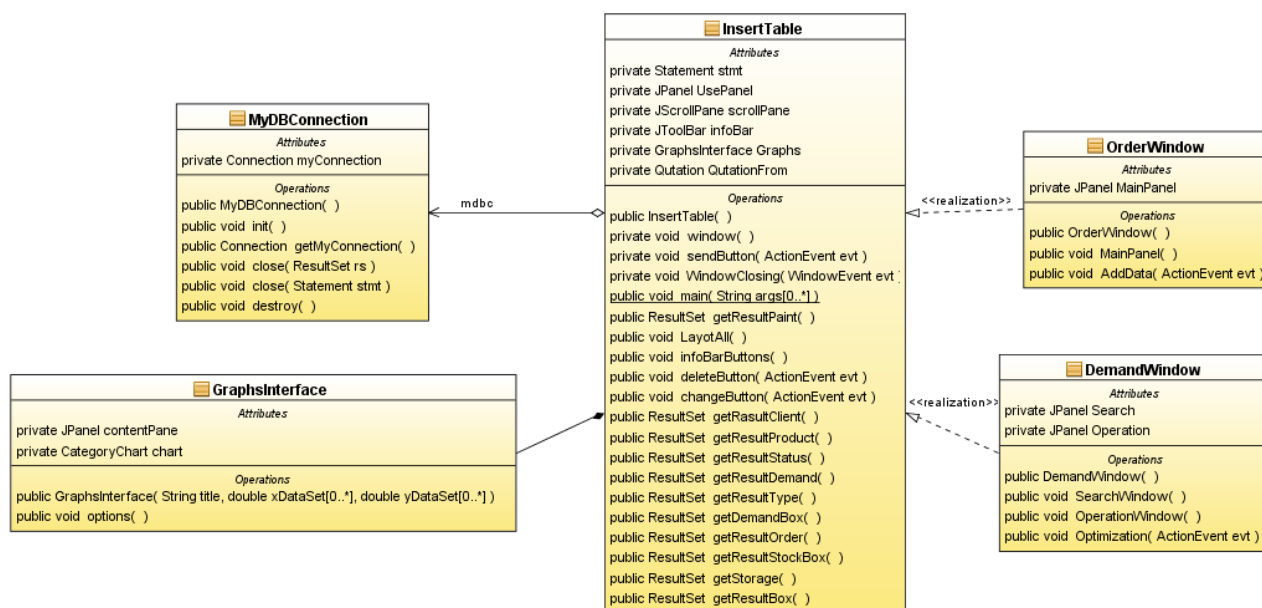 InsertTable
Attributes
private Statement stmt
private JPanel UsePanel
private JScrollPane scrollPane
private JToolBar infoBar
private GraphsInterface Graphs
private Qutation QutationFrom
Operations
public InsertTable( )
private void window( )
private void sendButton( ActionEvent evt )
private void WindowClosing( WindowEvent evt )
public void main( String args[0..*] )
public ResultSet getResultPaint( )
public void LayotAll( )
public void infoBarButtons( )
public void deleteButton( ActionEvent evt )
public void changeButton( ActionEvent evt )
public ResultSet getRasultClient( )
public ResultSet getResultProduct( )
public ResultSet getResultStatus( )
public ResultSet getResultDemand( )
public ResultSet getResultType( )
public ResultSet getDemandBox( )
public ResultSet getResultOrder( )
public ResultSet getResultStockBox( )
public ResultSet getStorage( )
public ResultSet getResultBox( )
MyDBConnection
Attributes
private Connection myConnection
Operations
public MyDBConnection( )
public void init( )
public Connection getMyConnection( )
public void close( ResultSet rs )
public void close( Statement stmt )
public void destroy( )
mdbc
GraphsInterface
Attributes
private JPanel contentPane
private CategoryChart chart
Operations
public GraphsInterface( String title, double xDataSet[0..*], double yDataSet[0..*] )
public void options( )
<<realization>>
OrderWindow
Attributes
private JPanel MainPanel
Operations
public OrderWindow( )
public void MainPanel( )
public void AddData( ActionEvent evt )
<<realization>>
DemandWindow
Attributes
private JPanel Search
private JPanel Operation
Operations
public DemandWindow( )
public void SearchWindow( )
public void OperationWindow( )
public void Optimization( ActionEvent evt )